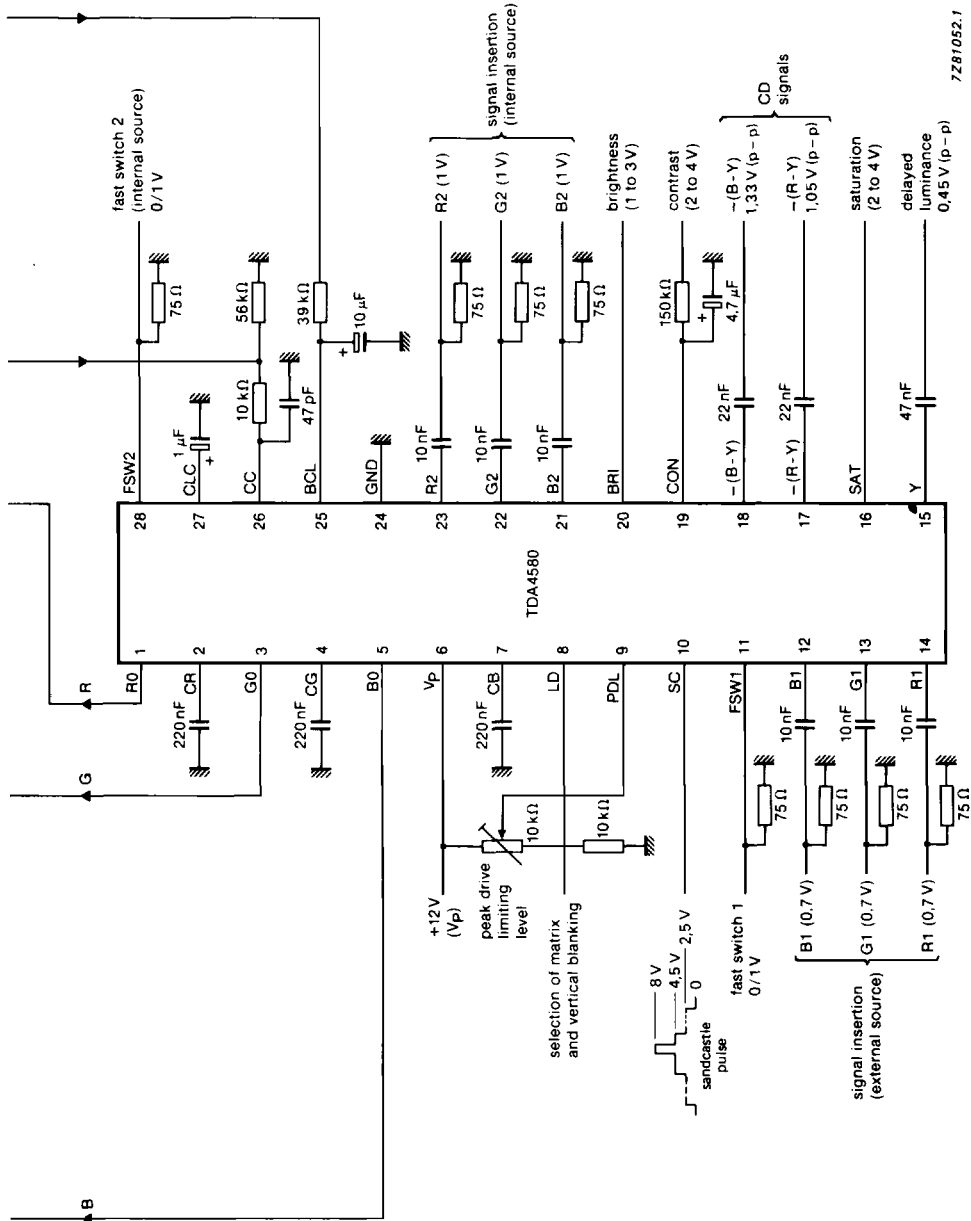 fast switch 2
(internal source)
0/1 V
75 Ω
1 µF
+
56 kΩ
10 kΩ
47 pF
39 kΩ
+
10 µF
signal insertion
(internal source)
R2 (1 V)
G2 (1 V)
B2 (1 V)
75 Ω
75 Ω
75 Ω
10 nF
10 nF
10 nF
brightness
(1 to 3 V)
contrast
(2 to 4 V)
150 kΩ
+
4,7 µF
CD
signals
-(B-Y)
1,33 V (p-p)
-(R-Y)
1,05 V (p-p)
22 nF
22 nF
saturation
(2 to 4 V)
delayed
luminance
0,45 V (p-p)
47 nF
7Z81052.1
FSW2
CLC
CC
BCL
GND
R2
G2
B2
BRI
CON
-(B-Y)
-(R-Y)
SAT
Y
28
27
26
25
24
23
22
21
20
19
18
17
16
15
TDA4580
1
2
3
4
5
6
7
8
9
10
11
12
13
14
R0
CR
G0
CG
B0
Vp
CB
LD
PDL
SC
FSW1
B1
G1
R1
R
G
B
220 nF
220 nF
220 nF
+12 V
(Vp)
peak drive
limiting
level
10 kΩ
10 kΩ
selection of matrix
and vertical blanking
8 V
4,5 V
2,5 V
0
sandcastle
pulse
fast switch 1
0/1 V
75 Ω
10 nF
10 nF
10 nF
75 Ω
75 Ω
75 Ω
B1 (0.7 V)
G1 (0.7 V)
R1 (0,7 V)
signal insertion
(external source)